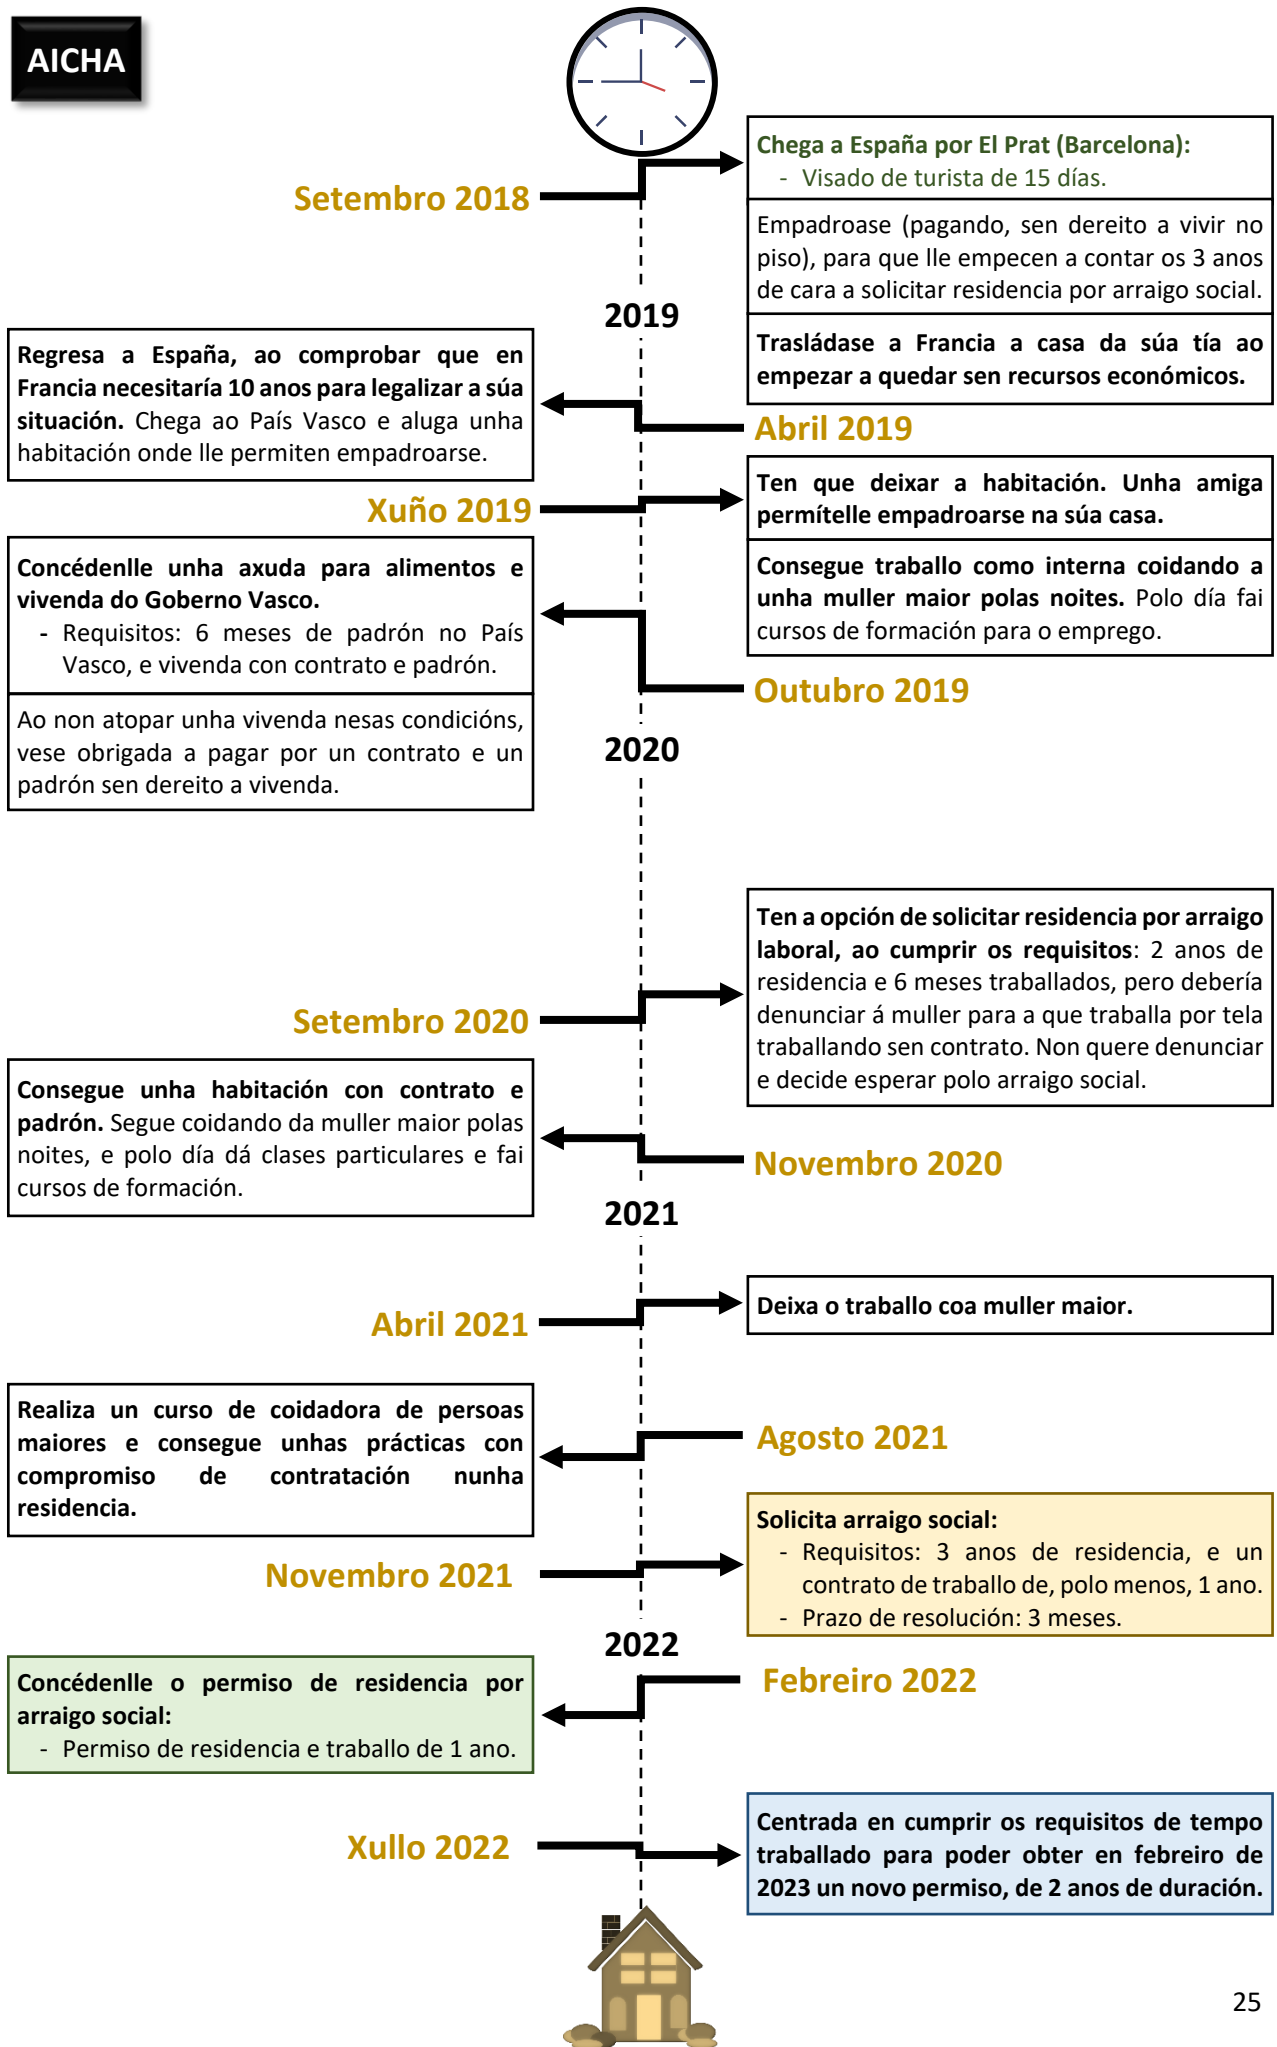 AICHA
Setembro 2018
Chega a España por El Prat (Barcelona):
- Visado de turista de 15 días.
Empadroase (pagando, sen dereito a vivir no
piso), para que lle empecen a contar os 3 anos
de cara a solicitar residencia por arraigo social.
Trasládase a Francia a casa da súa tía ao
empezar a quedar sen recursos económicos.
2019
Abril 2019
Regresa a España, ao comprobar que en
Francia necesitaría 10 anos para legalizar a súa
situación. Chega ao País Vasco e aluga unha
habitación onde lle permiten empadroarse.
Xuño 2019
Ten que deixar a habitación. Unha amiga
permítelle empadroarse na súa casa.
Consegue traballo como interna coidando a
unha muller maior polas noites. Polo día fai
cursos de formación para o emprego.
Outubro 2019
Concédenlle unha axuda para alimentos e
vivenda do Goberno Vasco.
- Requisitos: 6 meses de padrón no País
Vasco, e vivenda con contrato e padrón.
Ao non atopar unha vivenda nesas condicións,
vese obrigada a pagar por un contrato e un
padrón sen dereito a vivenda.
2020
Setembro 2020
Ten a opción de solicitar residencia por arraigo
laboral, ao cumprir os requisitos: 2 anos de
residencia e 6 meses traballados, pero debería
denunciar á muller para a que traballa por tela
traballando sen contrato. Non quere denunciar
e decide esperar polo arraigo social.
Novembro 2020
Consegue unha habitación con contrato e
padrón. Segue coidando da muller maior polas
noites, e polo día dá clases particulares e fai
cursos de formación.
2021
Abril 2021
Deixa o traballo coa muller maior.
Agosto 2021
Realiza un curso de coidadora de persoas
maiores e consegue unhas prácticas con
compromiso de contratación nunha
residencia.
Novembro 2021
Solicita arraigo social:
- Requisitos: 3 anos de residencia, e un
contrato de traballo de, polo menos, 1 ano.
- Prazo de resolución: 3 meses.
2022
Febreiro 2022
Concédenlle o permiso de residencia por
arraigo social:
- Permiso de residencia e traballo de 1 ano.
Xullo 2022
Centrada en cumprir os requisitos de tempo
traballado para poder obter en febreiro de
2023 un novo permiso, de 2 anos de duración.
25